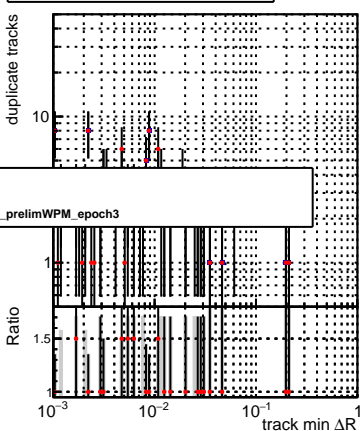 duplicate tracks
10
_prelimWPM_epoch3
1
Ratio
1.5
1
10⁻³ 10⁻² 10⁻¹ 1
track min ΔR